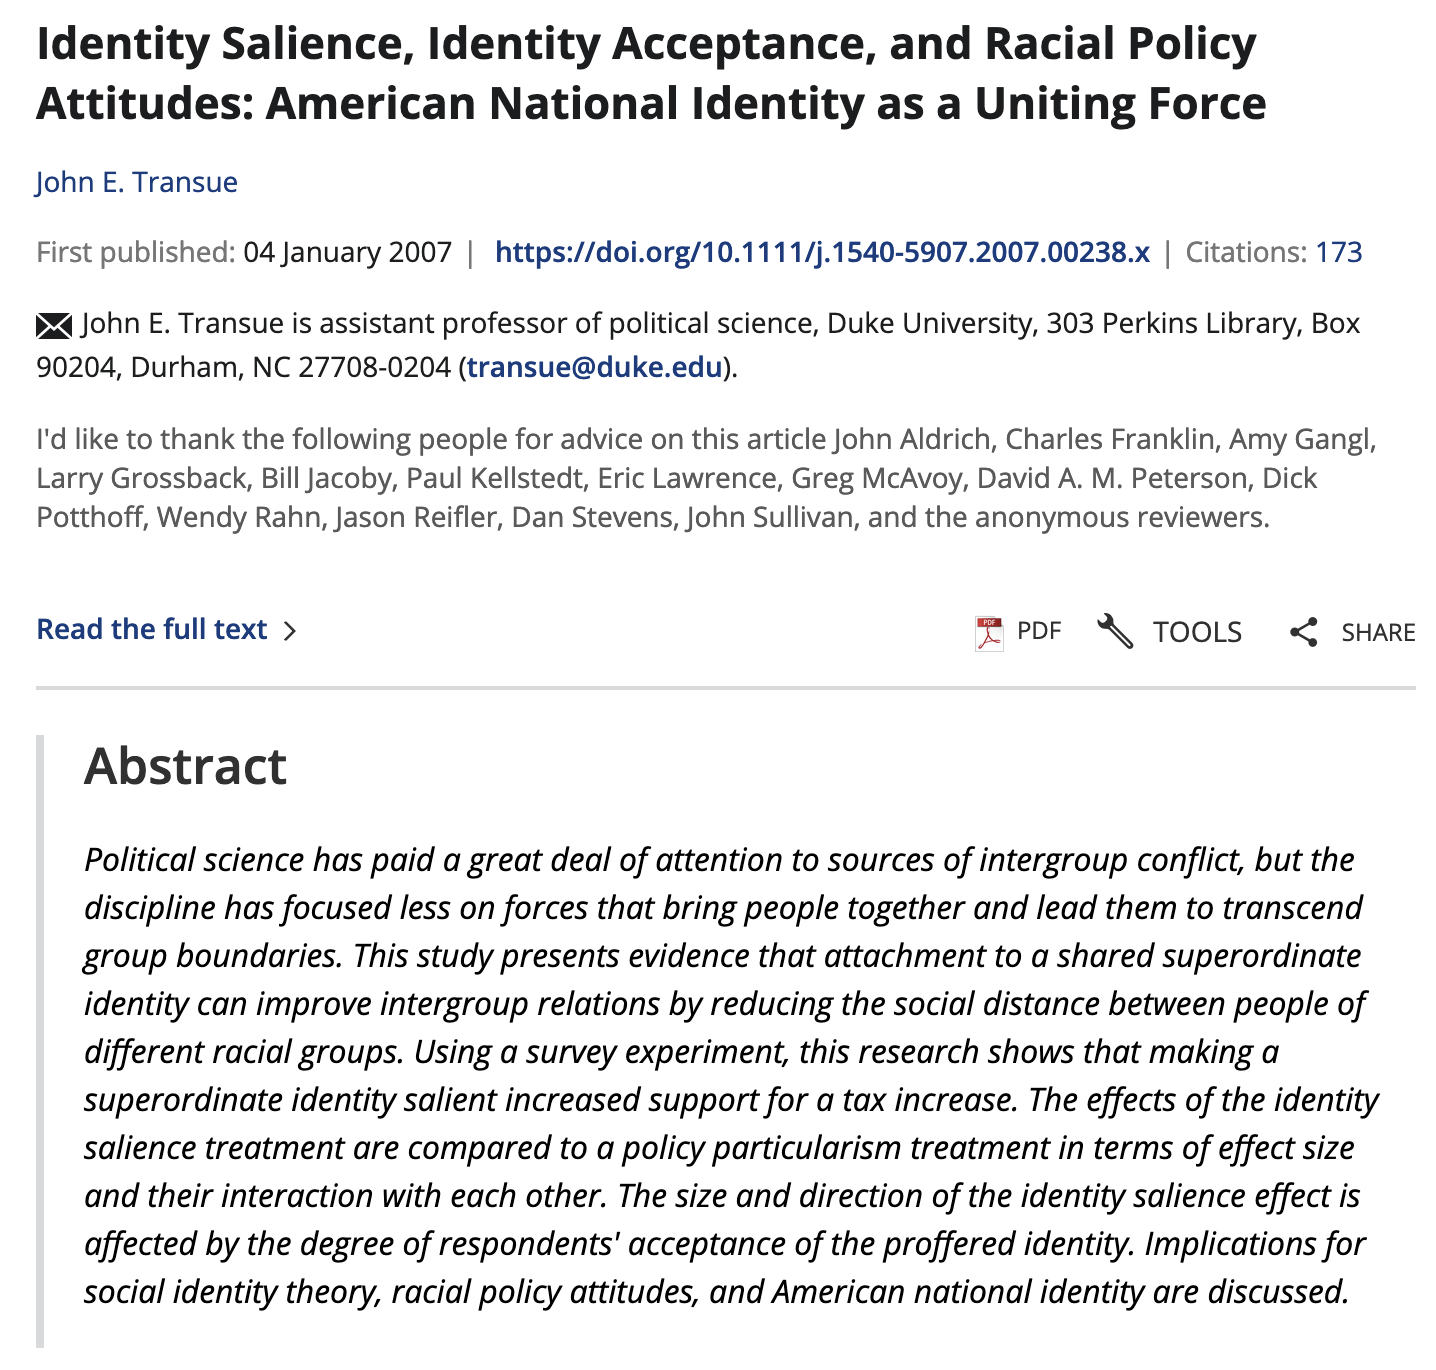 Identity Salience, Identity Acceptance, and Racial Policy
Attitudes: American National Identity as a Uniting Force
John E. Transue
First published: 04 January 2007 | https://doi.org/10.1111/j.1540-5907.2007.00238.x | Citations: 173
John E. Transue is assistant professor of political science, Duke University, 303 Perkins Library, Box
90204, Durham, NC 27708-0204 (transue@duke.edu).
I'd like to thank the following people for advice on this article John Aldrich, Charles Franklin, Amy Gangl,
Larry Grossback, Bill Jacoby, Paul Kellstedt, Eric Lawrence, Greg McAvoy, David A. M. Peterson, Dick
Potthoff, Wendy Rahn, Jason Reifler, Dan Stevens, John Sullivan, and the anonymous reviewers.
Read the full text
PDF PDF TOOLS SHARE
Abstract
Political science has paid a great deal of attention to sources of intergroup conflict, but the
discipline has focused less on forces that bring people together and lead them to transcend
group boundaries. This study presents evidence that attachment to a shared superordinate
identity can improve intergroup relations by reducing the social distance between people of
different racial groups. Using a survey experiment, this research shows that making a
superordinate identity salient increased support for a tax increase. The effects of the identity
salience treatment are compared to a policy particularism treatment in terms of effect size
and their interaction with each other. The size and direction of the identity salience effect is
affected by the degree of respondents' acceptance of the proffered identity. Implications for
social identity theory, racial policy attitudes, and American national identity are discussed.